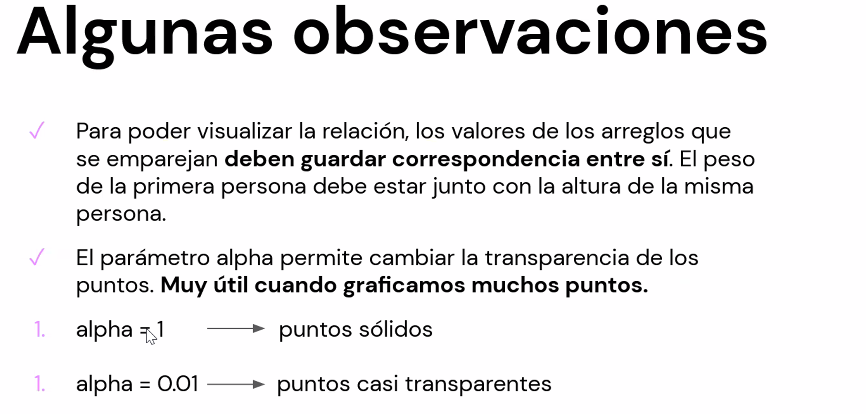 Algunas observaciones
✓ Para poder visualizar la relación, los valores de los arreglos que
se emparejan deben guardar correspondencia entre sí. El peso
de la primera persona debe estar junto con la altura de la misma
persona.
✓ El parámetro alpha permite cambiar la transparencia de los
puntos. Muy útil cuando graficamos muchos puntos.
1. alpha = 1 ⟶ puntos sólidos
1. alpha = 0.01 ⟶ puntos casi transparentes